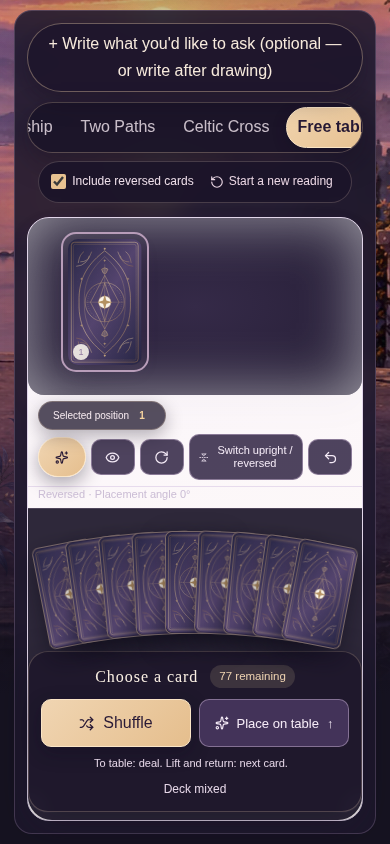 + Write what you'd like to ask (optional —
or write after drawing)
ship Two Paths Celtic Cross Free tabl
Include reversed cards Start a new reading
1
Selected position 1
Switch upright /
reversed
Reversed · Placement angle 0°
Choose a card 77 remaining
Shuffle Place on table ↑
To table: deal. Lift and return: next card.
Deck mixed